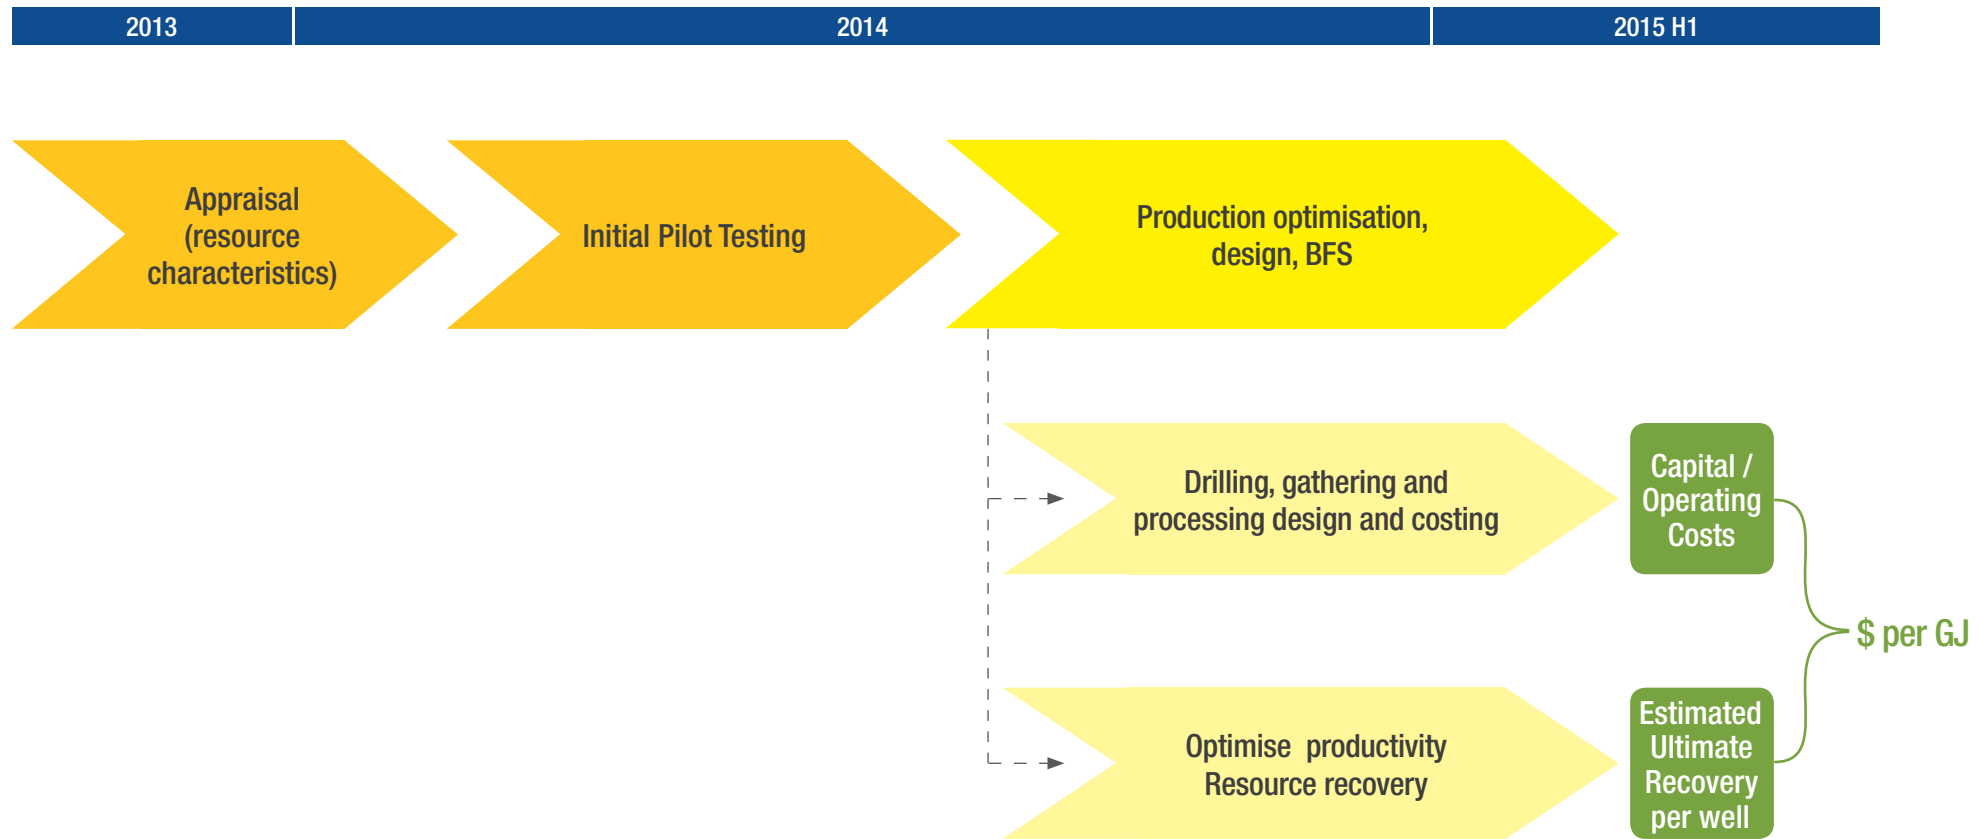 2013
2014
2015 H1
Appraisal
(resource
characteristics)
Initial Pilot Testing
Production optimisation,
design, BFS
Drilling, gathering and
processing design and costing
Capital /
Operating
Costs
$ per GJ
Optimise productivity
Resource recovery
Estimated
Ultimate
Recovery
per well